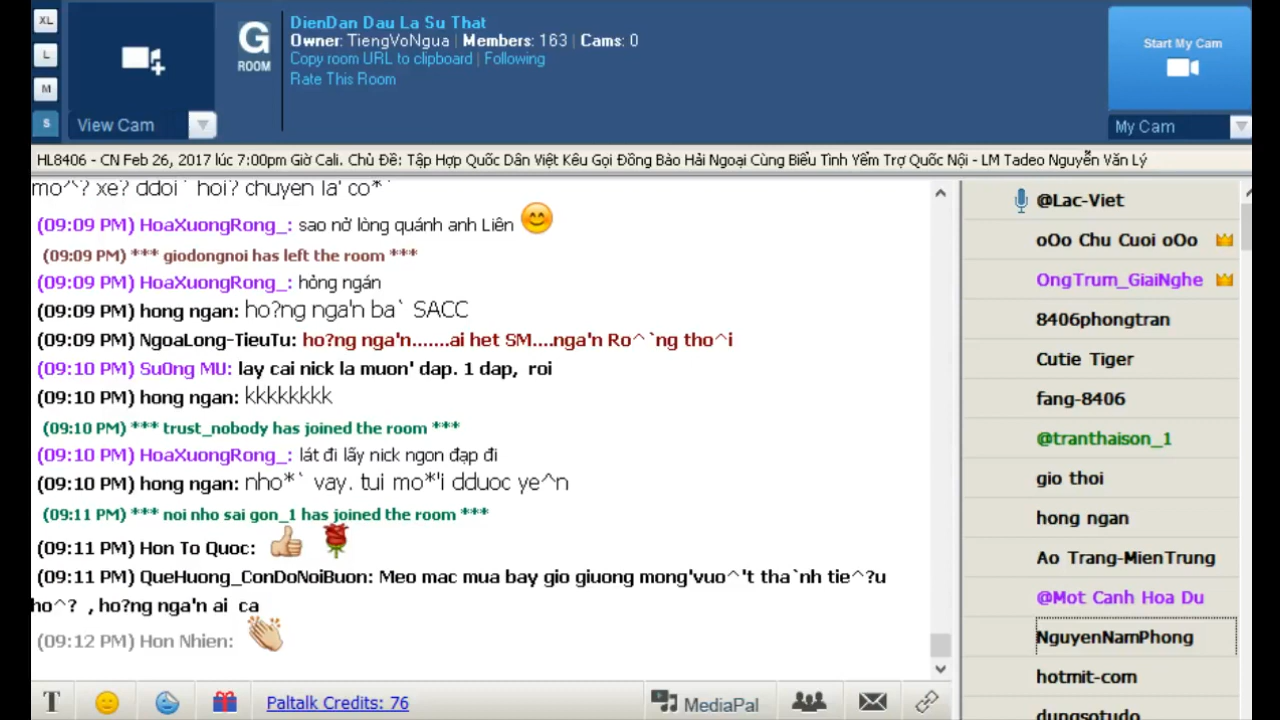 XL
L
M
S
View Cam
G
ROOM
DienDan Dau La Su That
Owner: TiengVoNgua | Members: 163 | Cams: 0
Copy room URL to clipboard | Following
Rate This Room
Start My Cam
My Cam
HL8406 - CN Feb 26, 2017 lúc 7:00pm Giờ Cali. Chủ Đề: Tập Hợp Quốc Dân Việt Kêu Gọi Đồng Bào Hải Ngoại Cùng Biểu Tình Yểm Trợ Quốc Nội - LM Tadeo Nguyễn Văn Lý
mo^? xe? ddoi` hoi? chuyen la' co*`
(09:09 PM) HoaXuongRong_: sao nở lòng quánh anh Liên
(09:09 PM) *** giodongnoi has left the room ***
(09:09 PM) HoaXuongRong_: hỏng ngán
(09:09 PM) hong ngan: ho?ng nga'n ba` SACC
(09:09 PM) NgoaLong-TieuTu: ho?ng nga'n.......ai het SM....nga'n Ro^`ng tho^i
(09:10 PM) Su0ng MU: lay cai nick la muon' dap. 1 dap, roi
(09:10 PM) hong ngan: kkkkkkkk
(09:10 PM) *** trust_nobody has joined the room ***
(09:10 PM) HoaXuongRong_: lát đi lấy nick ngon đạp đi
(09:10 PM) hong ngan: nho*` vay. tui mo*'i dduoc ye^n
(09:11 PM) *** noi nho sai gon_1 has joined the room ***
(09:11 PM) Hon To Quoc:
(09:11 PM) QueHuong_ConDoNoiBuon: Meo mac mua bay gio giuong mong'vuo^'t tha`nh tie^?u
ho^? , ho?ng nga'n ai ca
(09:12 PM) Hon Nhien:
@Lac-Viet
oOo Chu Cuoi oOo
OngTrum_GiaiNghe
8406phongtran
Cutie Tiger
fang-8406
@tranthaison_1
gio thoi
hong ngan
Ao Trang-MienTrung
@Mot Canh Hoa Du
NguyenNamPhong
hotmit-com
dungsotudo
T
Paltalk Credits: 76
MediaPal